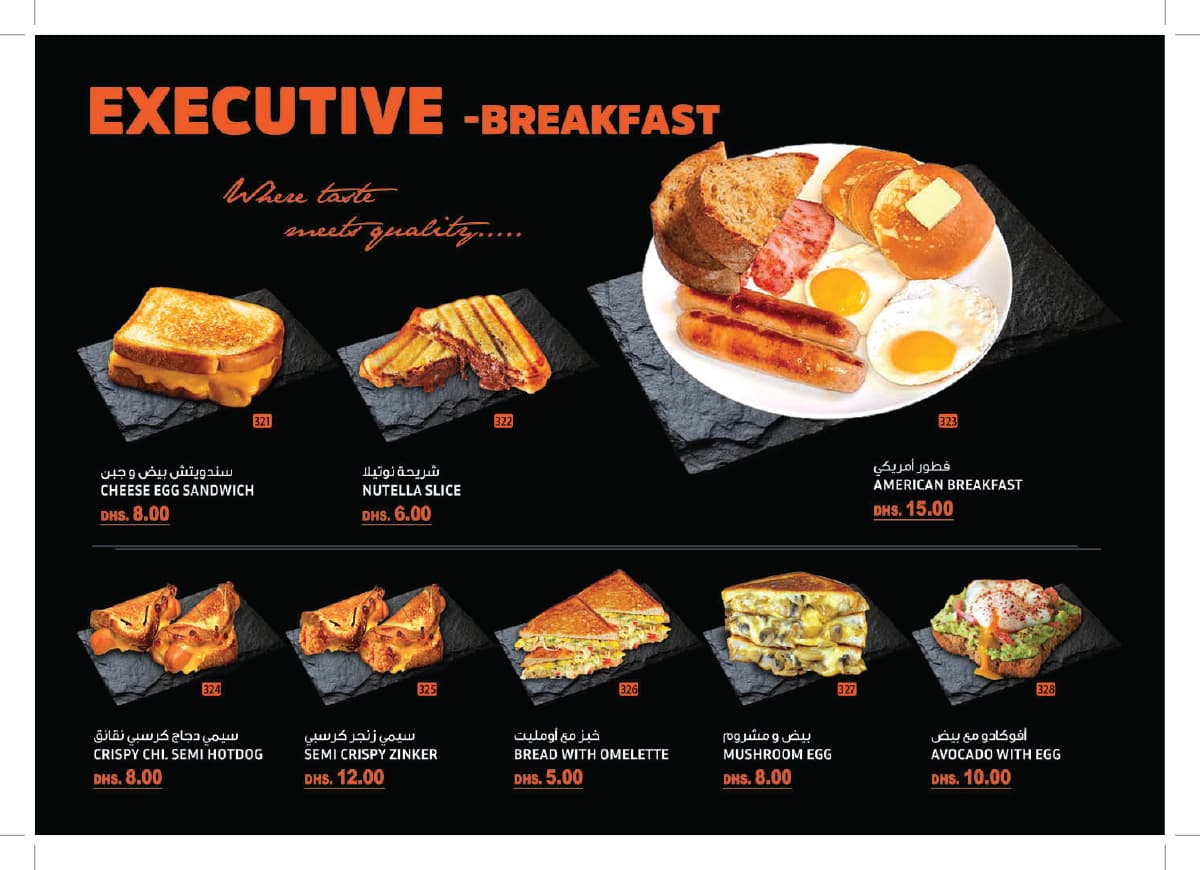 EXECUTIVE -BREAKFAST
Where taste
meets quality.....
321
322
323
سندويتش بيض و جبن
CHEESE EGG SANDWICH
DHS. 8.00
شريحة نوتيلا
NUTELLA SLICE
DHS. 6.00
فطور أمريكي
AMERICAN BREAKFAST
DHS. 15.00
324
325
326
327
328
سيمي دجاج كرسبي نقانق
CRISPY CHI. SEMI HOTDOG
DHS. 8.00
سيمي زنجر كرسبي
SEMI CRISPY ZINKER
DHS. 12.00
خبز مع أومليت
BREAD WITH OMELETTE
DHS. 5.00
بيض و مشروم
MUSHROOM EGG
DHS. 8.00
أفوكادو مع بيض
AVOCADO WITH EGG
DHS. 10.00